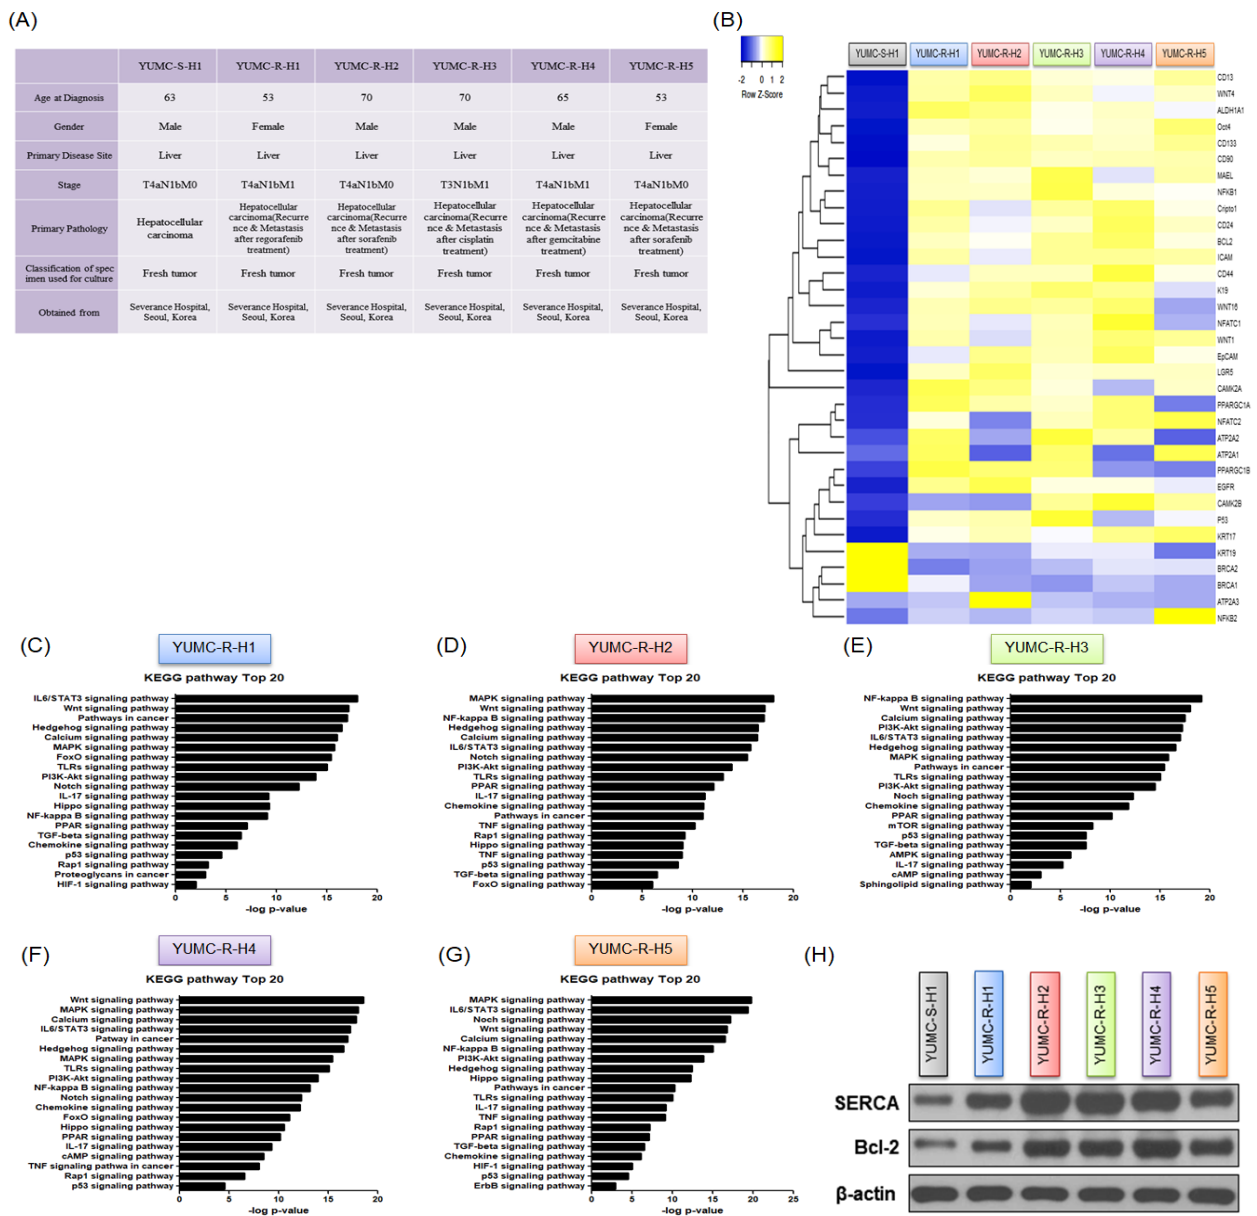 (A)
YUMC-S-H1 YUMC-R-H1 YUMC-R-H2 YUMC-R-H3 YUMC-R-H4 YUMC-R-H5
Age at Diagnosis 63 53 70 70 65 53
Gender Male Female Male Male Male Female
Primary Disease Site Liver Liver Liver Liver Liver Liver
Stage T4aN1bM0 T4aN1bM1 T4aN1bM0 T3N1bM1 T4aN1bM1 T4aN1bM0
Primary Pathology
Hepatocellular
carcinoma
Hepatocellular
carcinoma(Recurre
nce & Metastasis
after regorafenib
treatment)
Hepatocellular
carcinoma(Recurre
nce & Metastasis
after sorafenib
treatment)
Hepatocellular
carcinoma(Recurre
nce & Metastasis
after cisplatin
treatment)
Hepatocellular
carcinoma(Recurre
nce & Metastasis
after gemcitabine
treatment)
Hepatocellular
carcinoma(Recurre
nce & Metastasis
after sorafenib
treatment)
Classification of spec
imen used for culture
Fresh tumor Fresh tumor Fresh tumor Fresh tumor Fresh tumor Fresh tumor
Obtained from
Severance Hospital,
Seoul, Korea
Severance Hospital,
Seoul, Korea
Severance Hospital,
Seoul, Korea
Severance Hospital,
Seoul, Korea
Severance Hospital,
Seoul, Korea
Severance Hospital,
Seoul, Korea
(B)
-2 0 1 2
Row Z-Score
YUMC-S-H1 YUMC-R-H1 YUMC-R-H2 YUMC-R-H3 YUMC-R-H4 YUMC-R-H5
CD13
WNT4
ALDH1A1
Oct4
CD133
CD90
MAEL
NFKB1
Cripto1
CD24
BCL2
ICAM
CD44
K19
WNT16
NFATC1
WNT1
EpCAM
LGR5
CAMK2A
PPARGC1A
NFATC2
ATP2A2
ATP2A1
PPARGC1B
EGFR
CAMK2B
P53
KRT17
KRT19
BRCA2
BRCA1
ATP2A3
NFKB2
(C)
YUMC-R-H1
KEGG pathway Top 20
IL6/STAT3 signaling pathway
Wnt signaling pathway
Pathways in cancer
Hedgehog signaling pathway
Calcium signaling pathway
MAPK signaling pathway
FoxO signaling pathway
TLRs signaling pathway
PI3K-Akt signaling pathway
Notch signaling pathway
IL-17 signaling pathway
Hippo signaling pathway
NF-kappa B signaling pathway
PPAR signaling pathway
TGF-beta signaling pathway
Chemokine signaling pathway
p53 signaling pathway
Rap1 signaling pathway
Proteoglycans in cancer
HIF-1 signaling pathway
0 5 10 15 20
-log p-value
(D)
YUMC-R-H2
KEGG pathway Top 20
MAPK signaling pathway
Wnt signaling pathway
NF-kappa B signaling pathway
Hedgehog signaling pathway
Calcium signaling pathway
IL6/STAT3 signaling pathway
Notch signaling pathway
PI3K-Akt signaling pathway
TLRs signaling pathway
PPAR signaling pathway
IL-17 signaling pathway
Chemokine signaling pathway
Pathways in cancer
TNF signaling pathway
Rap1 signaling pathway
Hippo signaling pathway
TNF signaling pathway
p53 signaling pathway
TGF-beta signaling pathway
FoxO signaling pathway
0 5 10 15 20
-log p-value
(E)
YUMC-R-H3
KEGG pathway Top 20
NF-kappa B signaling pathway
Wnt signaling pathway
Calcium signaling pathway
PI3K-Akt signaling pathway
IL6/STAT3 signaling pathway
Hedgehog signaling pathway
MAPK signaling pathway
Pathways in cancer
TLRs signaling pathway
PI3K-Akt signaling pathway
Noch signaling pathway
Chemokine signaling pathway
PPAR signaling pathway
mTOR signaling pathway
p53 signaling pathway
TGF-beta signaling pathway
AMPK signaling pathway
IL-17 signaling pathway
cAMP signaling pathway
Sphingolipid signaling pathway
0 5 10 15 20
-log p-value
(F)
YUMC-R-H4
KEGG pathway Top 20
Wnt signaling pathway
MAPK signaling pathway
Calcium signaling pathway
IL6/STAT3 signaling pathway
Patway in cancer
Hedgehog signaling pathway
MAPK signaling pathway
TLRs signaling pathway
PI3K-Akt signaling pathway
NF-kappa B signaling pathway
Notch signaling pathway
Chemokine signaling pathway
FoxO signaling pathway
Hippo signaling pathway
PPAR signaling pathway
IL-17 signaling pathway
cAMP signaling pathway
TNF signaling pathwa in cancer
Rap1 signaling pathway
p53 signaling pathway
0 5 10 15 20
-log p-value
(G)
YUMC-R-H5
KEGG pathway Top 20
MAPK signaling pathway
IL6/STAT3 signaling pathway
Noch signaling pathway
Wnt signaling pathway
Calcium signaling pathway
NF-kappa B signaling pathway
PI3K-Akt signaling pathway
Hedgehog signaling pathway
Hippo signaling pathway
Pathways in cancer
TLRs signaling pathway
IL-17 signaling pathway
TNF signaling pathway
Rap1 signaling pathway
PPAR signaling pathway
TGF-beta signaling pathway
Chemokine signaling pathway
HIF-1 signaling pathway
p53 signaling pathway
ErbB signaling pathway
0 5 10 15 20 25
-log p-value
(H)
YUMC-S-H1
YUMC-R-H1
YUMC-R-H2
YUMC-R-H3
YUMC-R-H4
YUMC-R-H5
SERCA
Bcl-2
β-actin